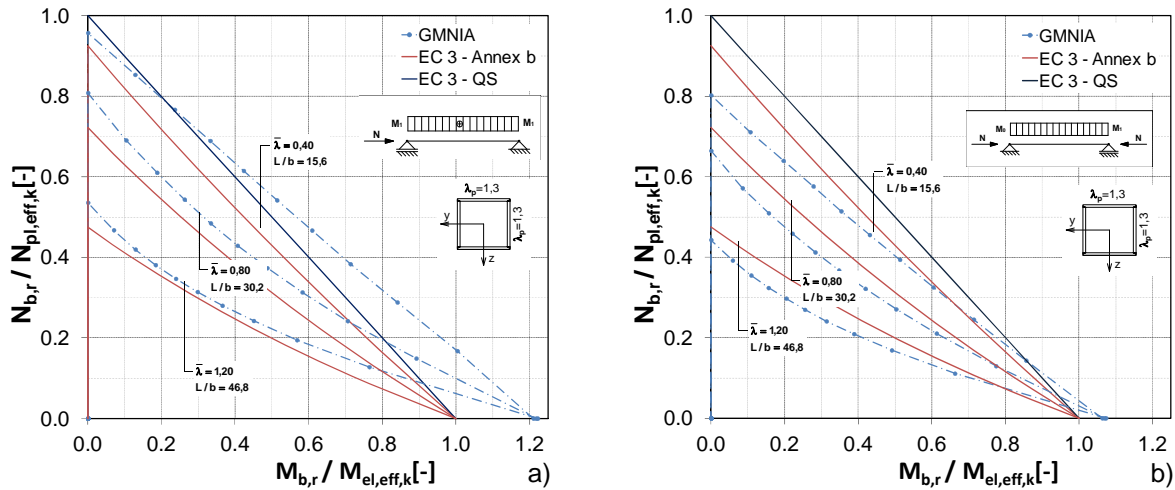 GMNIA
EC 3 - Annex b
EC 3 - QS
1.0
0.8
0.6
0.4
0.2
0.0
N_b,r / N_pl,eff,k [-]
M₁
M₁
N
λ̄ = 0,40
L / b = 15,6
λ_p=1,3
λ_p=1,3
y
z
λ̄ = 0,80
L / b = 30,2
λ̄ = 1,20
L / b = 46,8
0.0 0.2 0.4 0.6 0.8 1.0 1.2
M_b,r / M_el,eff,k [-]
a)
GMNIA
EC 3 - Annex b
EC 3 - QS
1.0
0.8
0.6
0.4
0.2
0.0
N_b,r / N_pl,eff,k [-]
M₁
N
N
λ̄ = 0,40
L / b = 15,6
λ_p=1,3
λ_p=1,3
y
z
λ̄ = 0,80
L / b = 30,2
λ̄ = 1,20
L / b = 46,8
0.0 0.2 0.4 0.6 0.8 1.0 1.2
M_b,r / M_el,eff,k [-]
b)